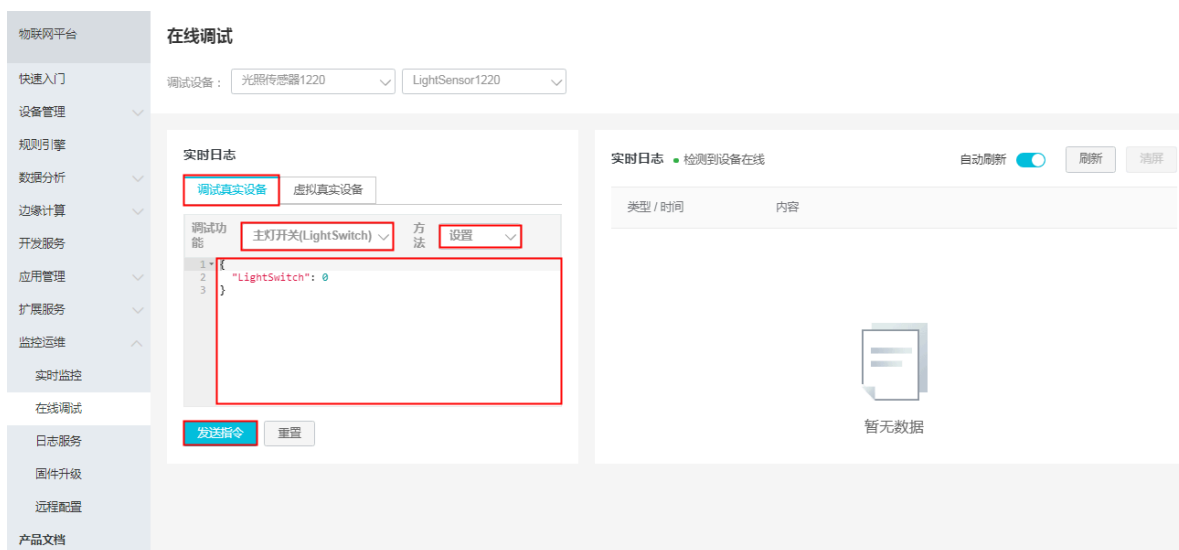 物联网平台
快速入门
设备管理
规则引擎
数据分析
边缘计算
开发服务
应用管理
扩展服务
监控运维
实时监控
在线调试
日志服务
固件升级
远程配置
产品文档
在线调试
调试设备： 光照传感器1220 LightSensor1220
实时日志
调试真实设备 虚拟真实设备
调试功能 主灯开关(LightSwitch) 方法 设置
1 {
2 "LightSwitch": 0
3 }
发送指令 重置
实时日志 检测到设备在线 自动刷新 刷新 清屏
类型 / 时间 内容
暂无数据